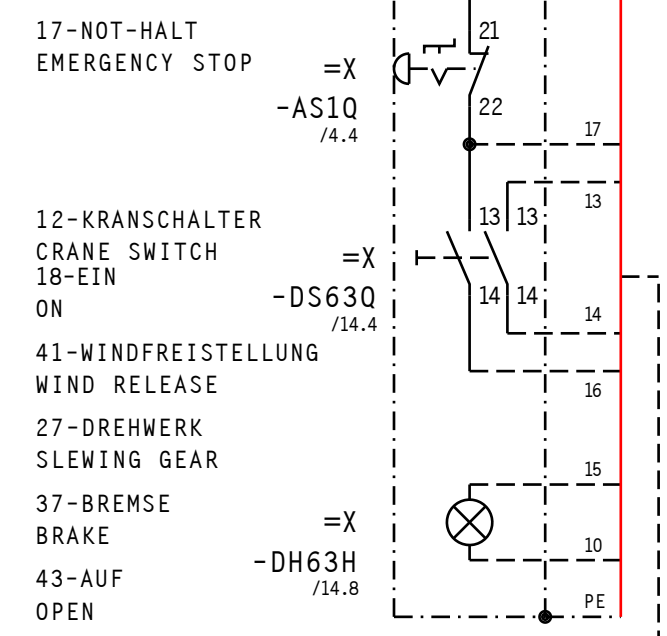 17-NOT-HALT
EMERGENCY STOP
=X
-AS1Q
/4.4
21
22
17
13
12-KRANSCHALTER
CRANE SWITCH
18-EIN
ON
=X
-DS63Q
/14.4
13 13
14 14
14
16
41-WINDFREISTELLUNG
WIND RELEASE
27-DREHWERK
SLEWING GEAR
37-BREMSE
BRAKE
43-AUF
OPEN
=X
-DH63H
/14.8
15
10
PE